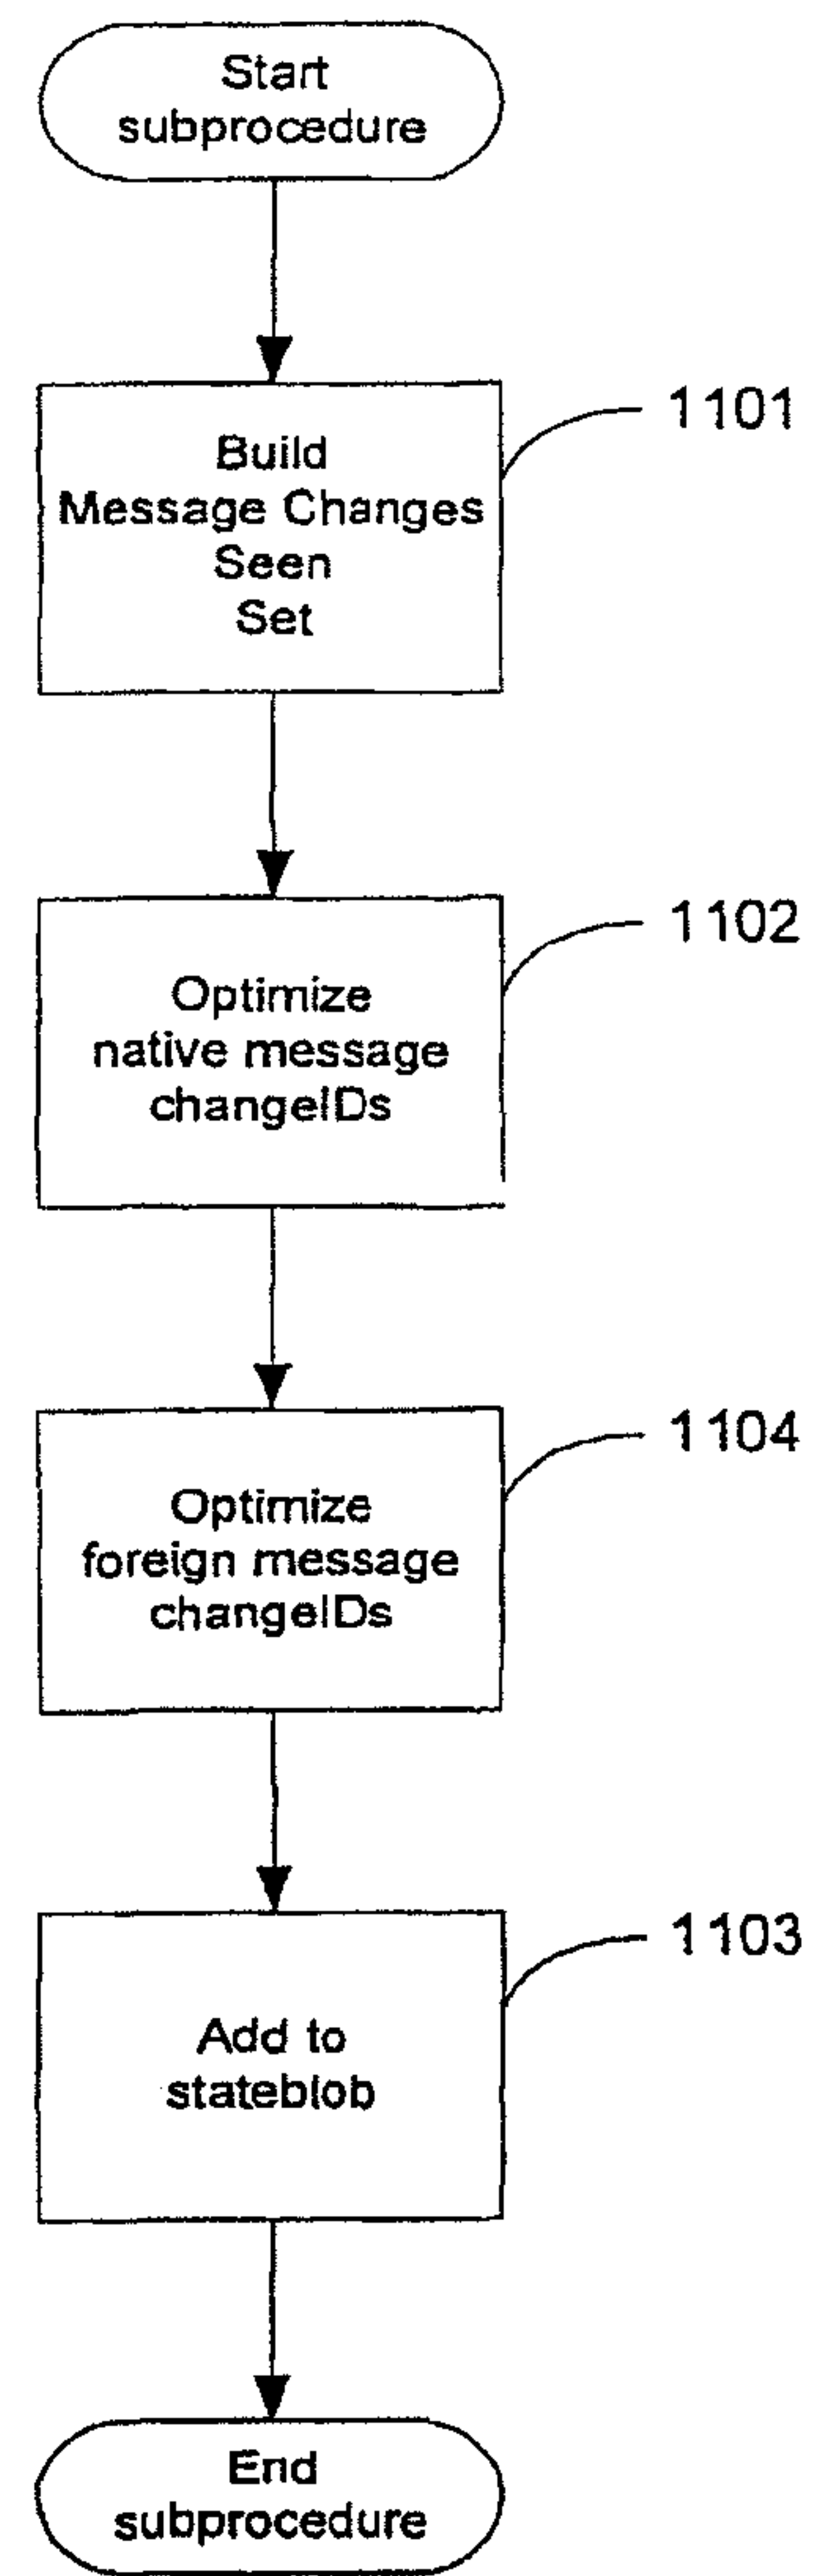 Start
subprocedure
1101
Build
Message Changes
Seen
Set
1102
Optimize
native message
changeIDs
1104
Optimize
foreign message
changeIDs
1103
Add to
stateblob
End
subprocedure